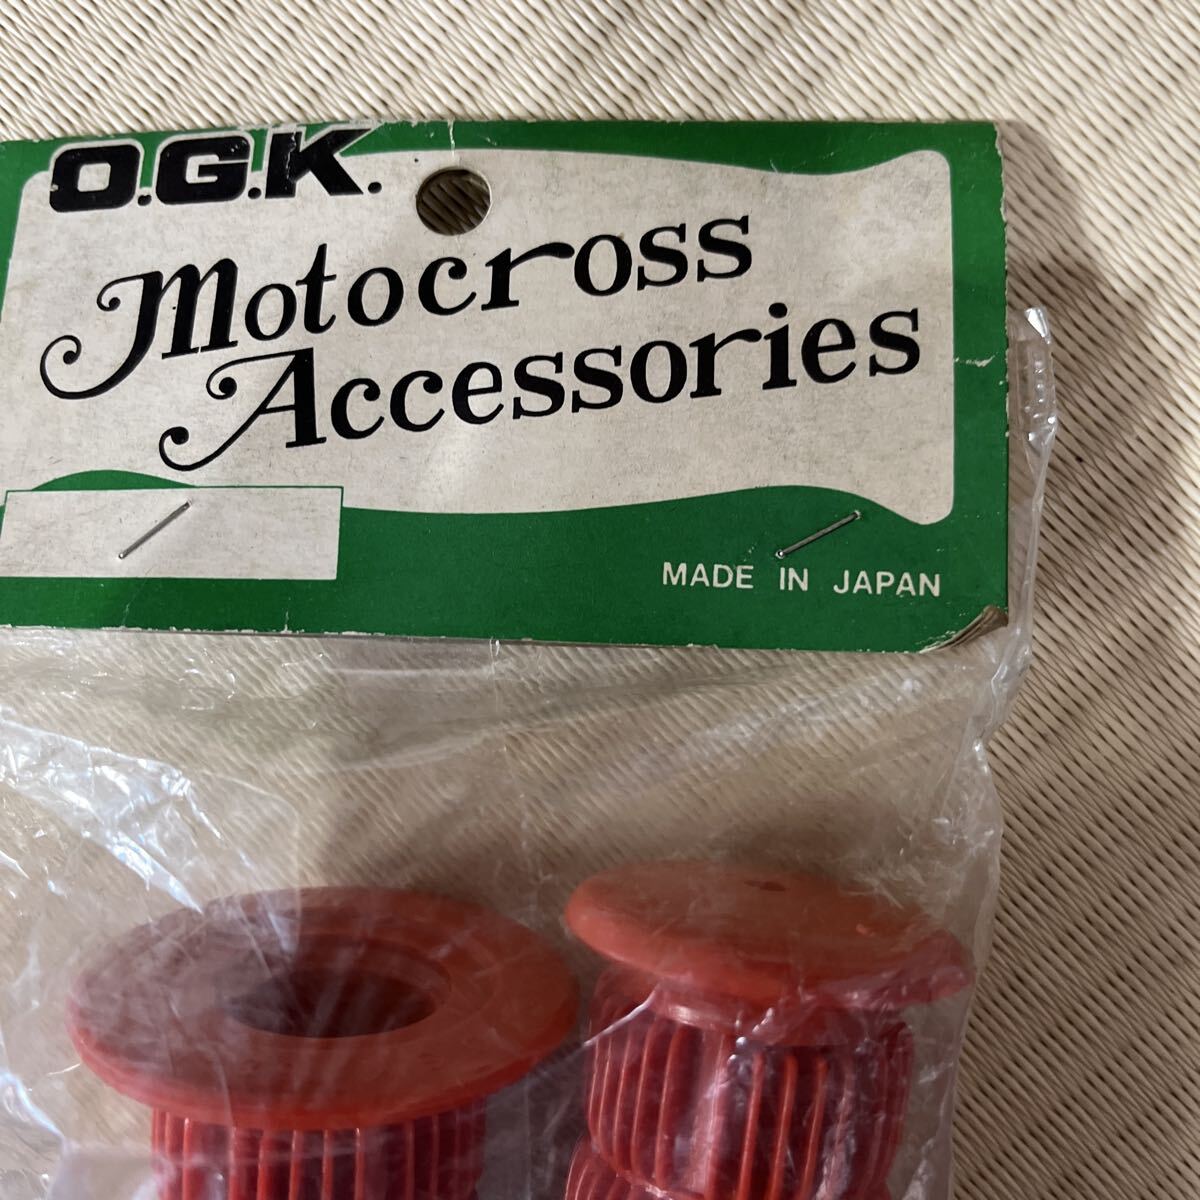 O.G.K.
Motocross
Accessories
MADE IN JAPAN